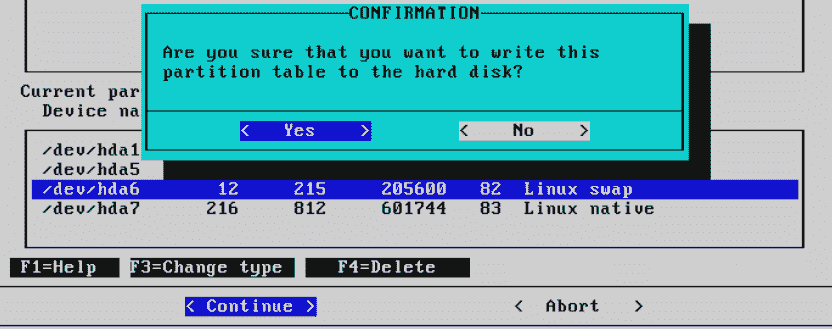 CONFIRMATION
Are you sure that you want to write this
partition table to the hard disk?
< Yes > < No >
Current par
Device na
/dev/hda1
/dev/hda5
/dev/hda6 12 215 205600 82 Linux swap
/dev/hda7 216 812 601744 83 Linux native
F1=Help F3=Change type F4=Delete
< Continue > < Abort >